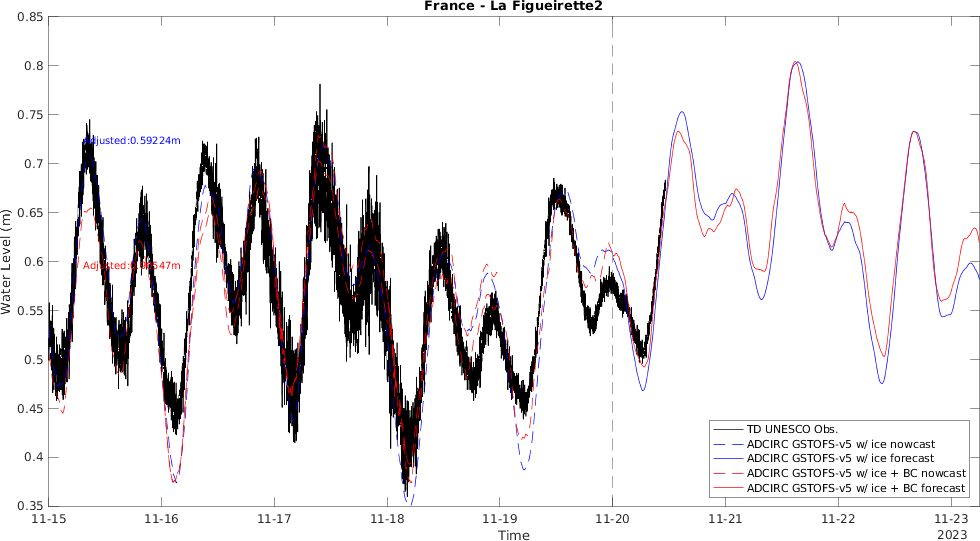 France - La Figueirette2
0.85
0.8
0.75
0.7
0.65
0.6
0.55
0.5
0.45
0.4
0.35
Water Level (m)
Adjusted:0.59224m
11-15
11-16
11-17
11-18
11-19
11-20
11-21
11-22
11-23
2023
Time
TD UNESCO Obs.
ADCIRC GSTOFS-v5 w/ ice nowcast
ADCIRC GSTOFS-v5 w/ ice forecast
ADCIRC GSTOFS-v5 w/ ice + BC nowcast
ADCIRC GSTOFS-v5 w/ ice + BC forecast